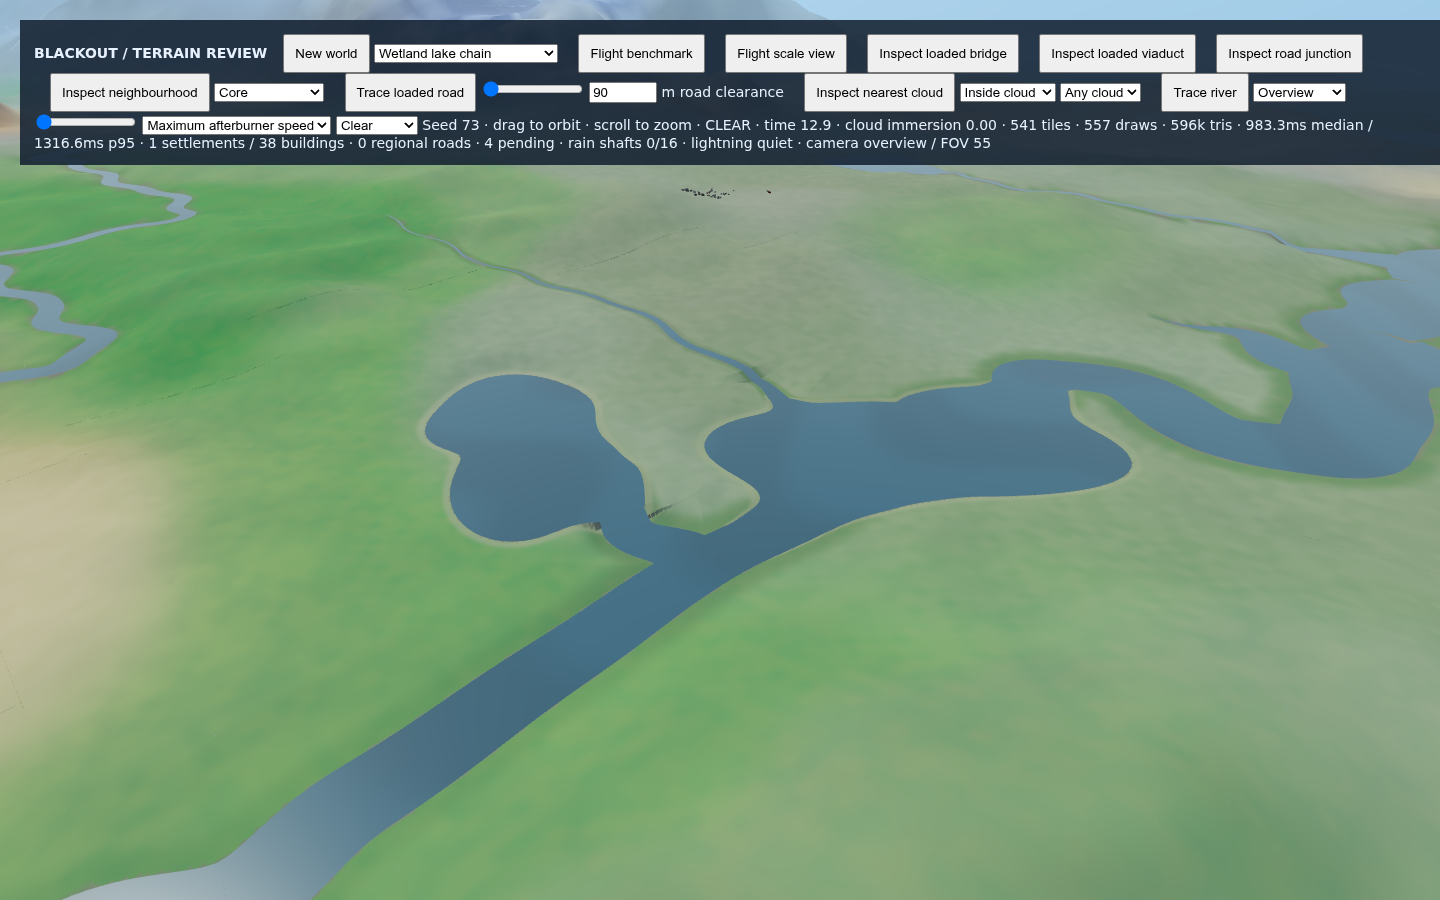 BLACKOUT / TERRAIN REVIEW New world Wetland lake chain Flight benchmark Flight scale view Inspect loaded bridge Inspect loaded viaduct Inspect road junction
Inspect neighbourhood Core Trace loaded road 90 m road clearance Inspect nearest cloud Inside cloud Any cloud Trace river Overview
Maximum afterburner speed Clear Seed 73 · drag to orbit · scroll to zoom · CLEAR · time 12.9 · cloud immersion 0.00 · 541 tiles · 557 draws · 596k tris · 983.3ms median /
1316.6ms p95 · 1 settlements / 38 buildings · 0 regional roads · 4 pending · rain shafts 0/16 · lightning quiet · camera overview / FOV 55